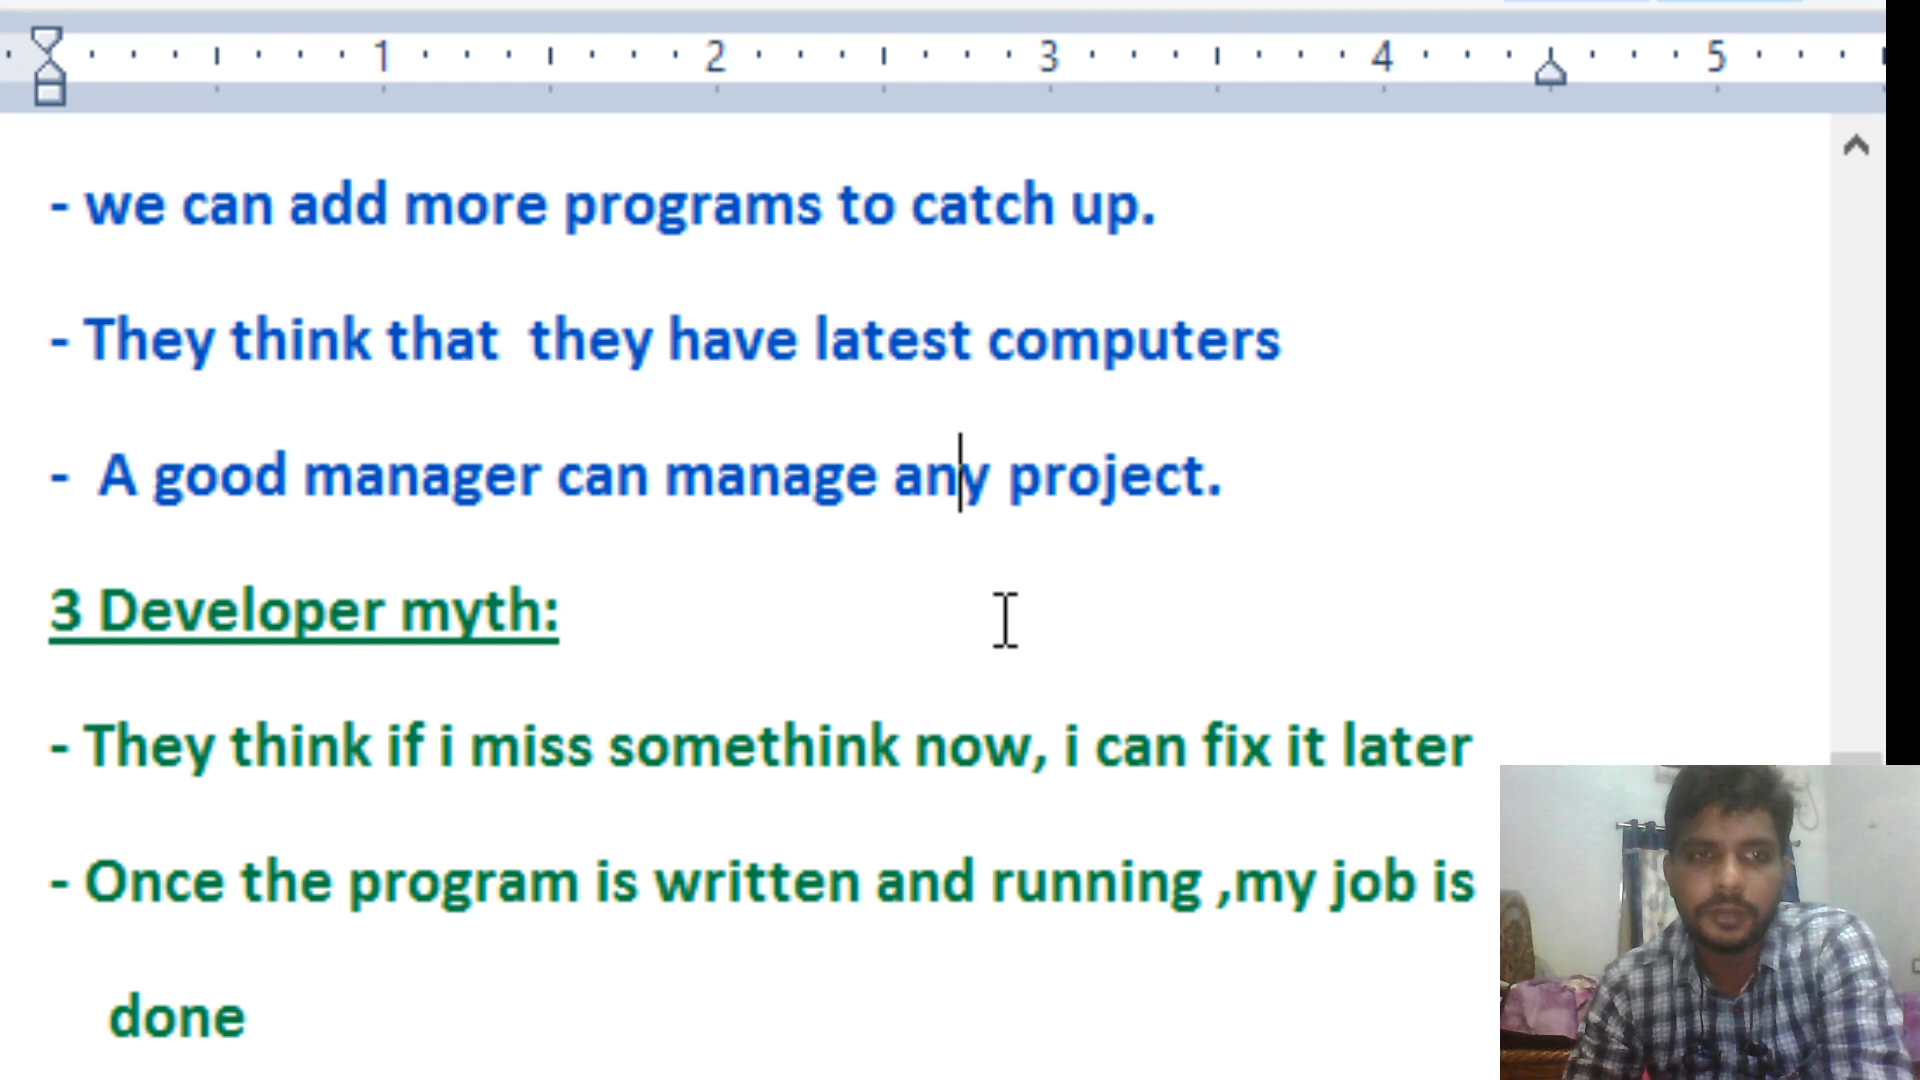 1 2 3 4 5
- we can add more programs to catch up.
- They think that  they have latest computers
-  A good manager can manage any project.
3 Developer myth:
- They think if i miss somethink now, i can fix it later
- Once the program is written and running ,my job is
done